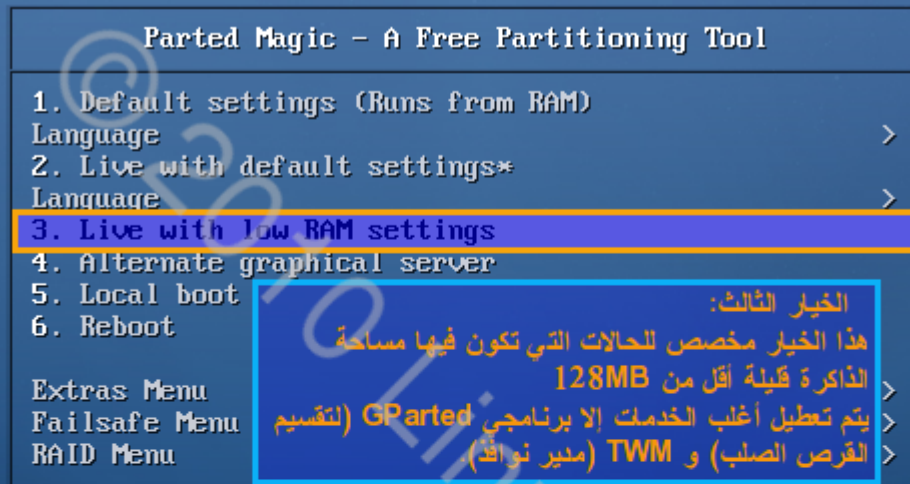 Parted Magic - A Free Partitioning Tool
1. Default settings (Runs from RAM)
Language >
2. Live with default settings*
Language >
3. Live with low RAM settings
4. Alternate graphical server
5. Local boot
6. Reboot
Extras Menu >
Failsafe Menu >
RAID Menu >
الخيار الثالث:
هذا الخيار مخصص للحالات التي تكون فيها مساحة
الذاكرة قليلة أقل من 128MB
يتم تعطيل أغلب الخدمات إلا برنامجي GParted (لتقسيم
القرص الصلب) و TWM (مدير نوافذ).
© 2010